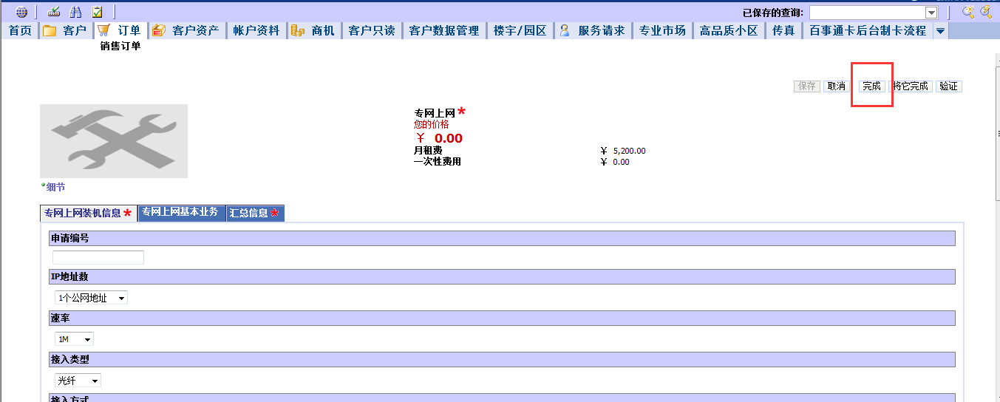 已保存的查询:
首页 客户 订单 客户资产 帐户资料 商机 客户只读 客户数据管理 楼宇/园区 服务请求 专业市场 高品质小区 传真 百事通卡后台制卡流程
销售订单
保存 取消 完成 将它完成 验证
专网上网*
您的价格
¥ 0.00
月租费 ¥ 5,200.00
一次性费用 ¥ 0.00
细节
专网上网装机信息 * 专网上网基本业务 汇总信息 *
申请编号
IP地址数
1个公网地址
速率
1M
接入类型
光纤
接入方式